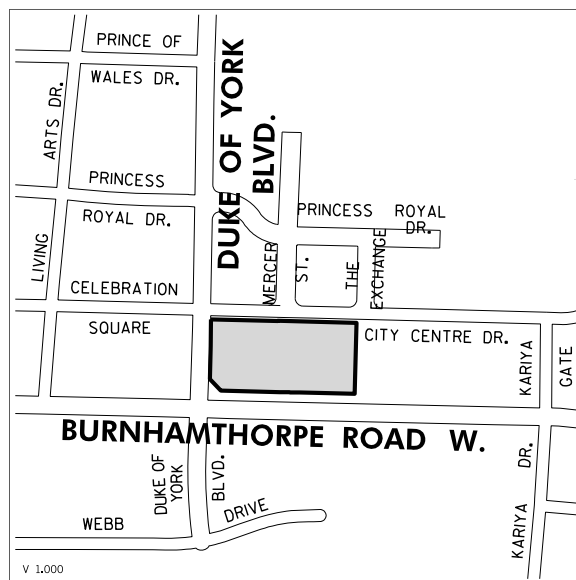 PRINCE OF
WALES DR.
ARTS DR.
LIVING
DUKE OF YORK
BLVD.
PRINCESS
ROYAL DR.
PRINCESS ROYAL
DR.
MERCER
ST.
THE
EXCHANGE
CELEBRATION
SQUARE
CITY CENTRE DR.
KARIYA
GATE
BURNHAMTHORPE ROAD W.
DUKE OF
YORK
BLVD.
KARIYA
DR.
WEBB
DRIVE
V 1.000